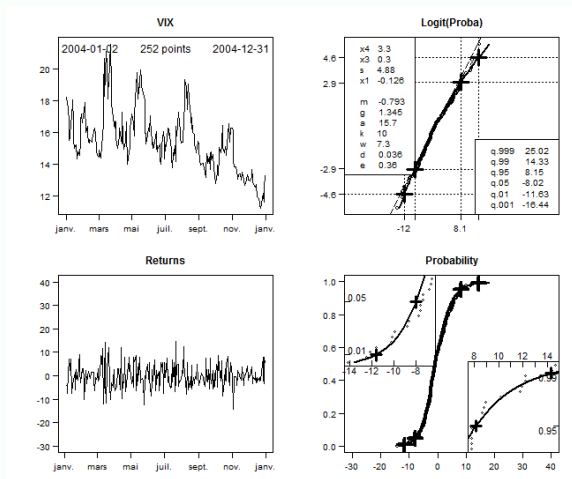 VIX
2004-01-02 252 points 2004-12-31
20
18
16
14
12
janv. mars mai juil. sept. nov. janv.
Logit(Proba)
x4 3.3
x3 0.3
s 4.88
x1 -0.126
m -0.793
g 1.345
a 15.7
k 10
w 7.3
d 0.036
e 0.36
4.6
2.9
-2.9
-4.6
q.999 25.02
q.99 14.33
q.95 8.15
q.05 -8.02
q.01 -11.63
q.001 -16.44
-12 8.1
Returns
40
30
20
10
0
-10
-20
-30
janv. mars mai juil. sept. nov. janv.
Probability
1.0
0.8
0.6
0.4
0.2
0.0
0.05
0.01
-14 -12 -10 -8 -6
8 10 12 14
0.99
0.95
-30 -20 -10 0 10 20 30 40